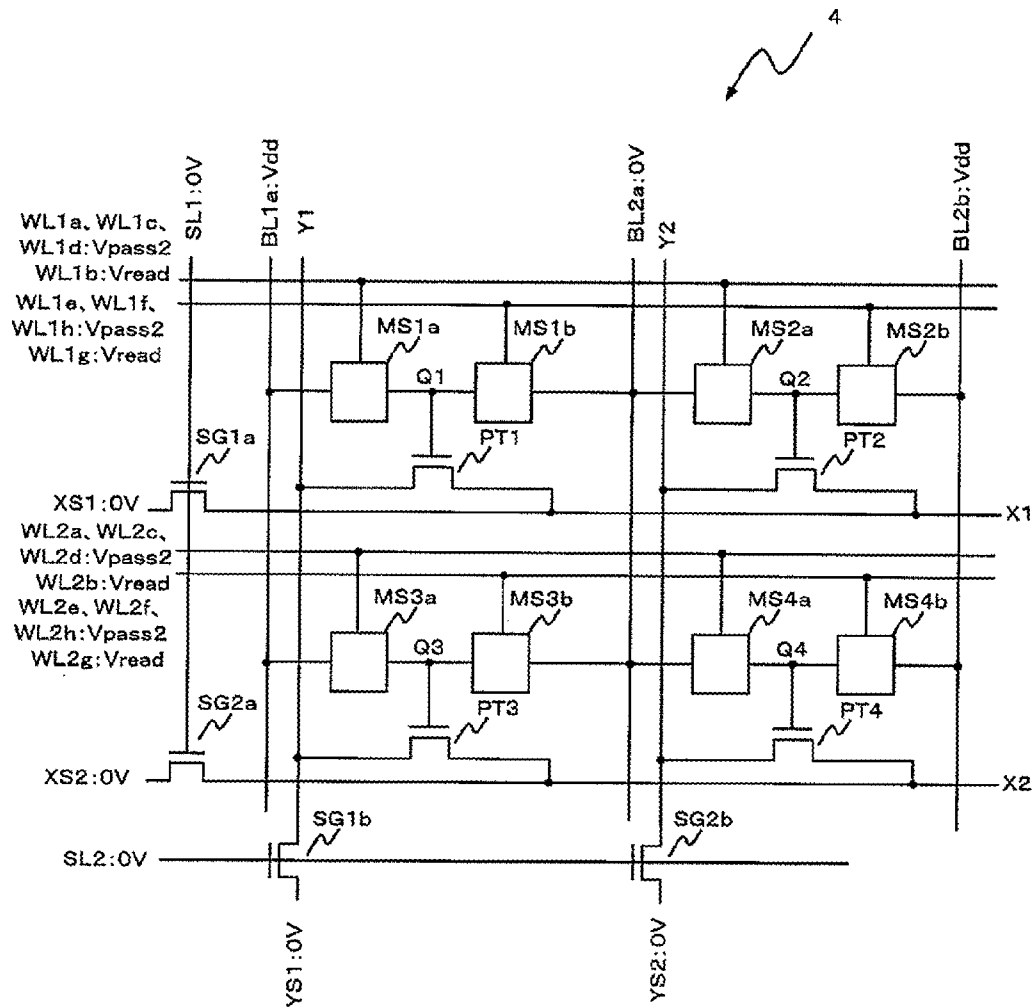 4
SL1:0V
BL1a:Vdd
Y1
BL2a:0V
Y2
BL2b:Vdd
WL1a、WL1c、
WL1d:Vpass2
WL1b:Vread
WL1e、WL1f、
WL1h:Vpass2
WL1g:Vread
MS1a
MS1b
MS2a
MS2b
Q1
Q2
SG1a
PT1
PT2
XS1:0V
X1
WL2a、WL2c、
WL2d:Vpass2
WL2b:Vread
WL2e、WL2f、
WL2h:Vpass2
WL2g:Vread
MS3a
MS3b
MS4a
MS4b
Q3
Q4
SG2a
PT3
PT4
XS2:0V
X2
SG1b
SG2b
SL2:0V
YS1:0V
YS2:0V